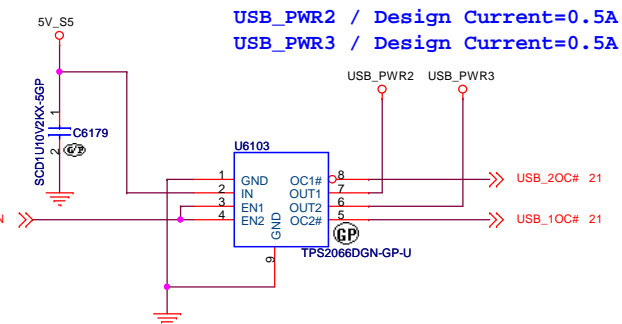 USB_PWR2 / Design Current=0.5A
USB_PWR3 / Design Current=0.5A
5V_S5
USB_PWR2 USB_PWR3
SCD1U10V2KX-5GP
1
2
C6179
G/P
U6103
1 GND OC1# 8
2 IN OUT1 7
3 EN1 OUT2 6
4 EN2 OC2# 5
GND
9
GP
TPS2066DGN-GP-U
USB_2OC# 21
USB_1OC# 21
N